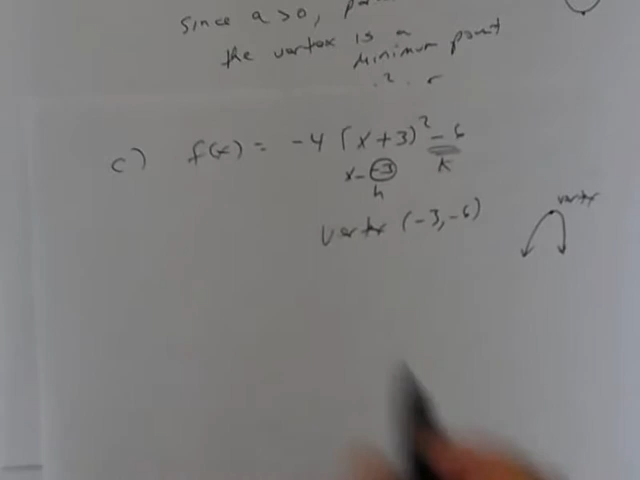 since a > 0,
the vertex is a
Minimum point
c) f(x) = -4 (x+3)² - 6
x - -3 k
h
vertex (-3, -6)
vertex